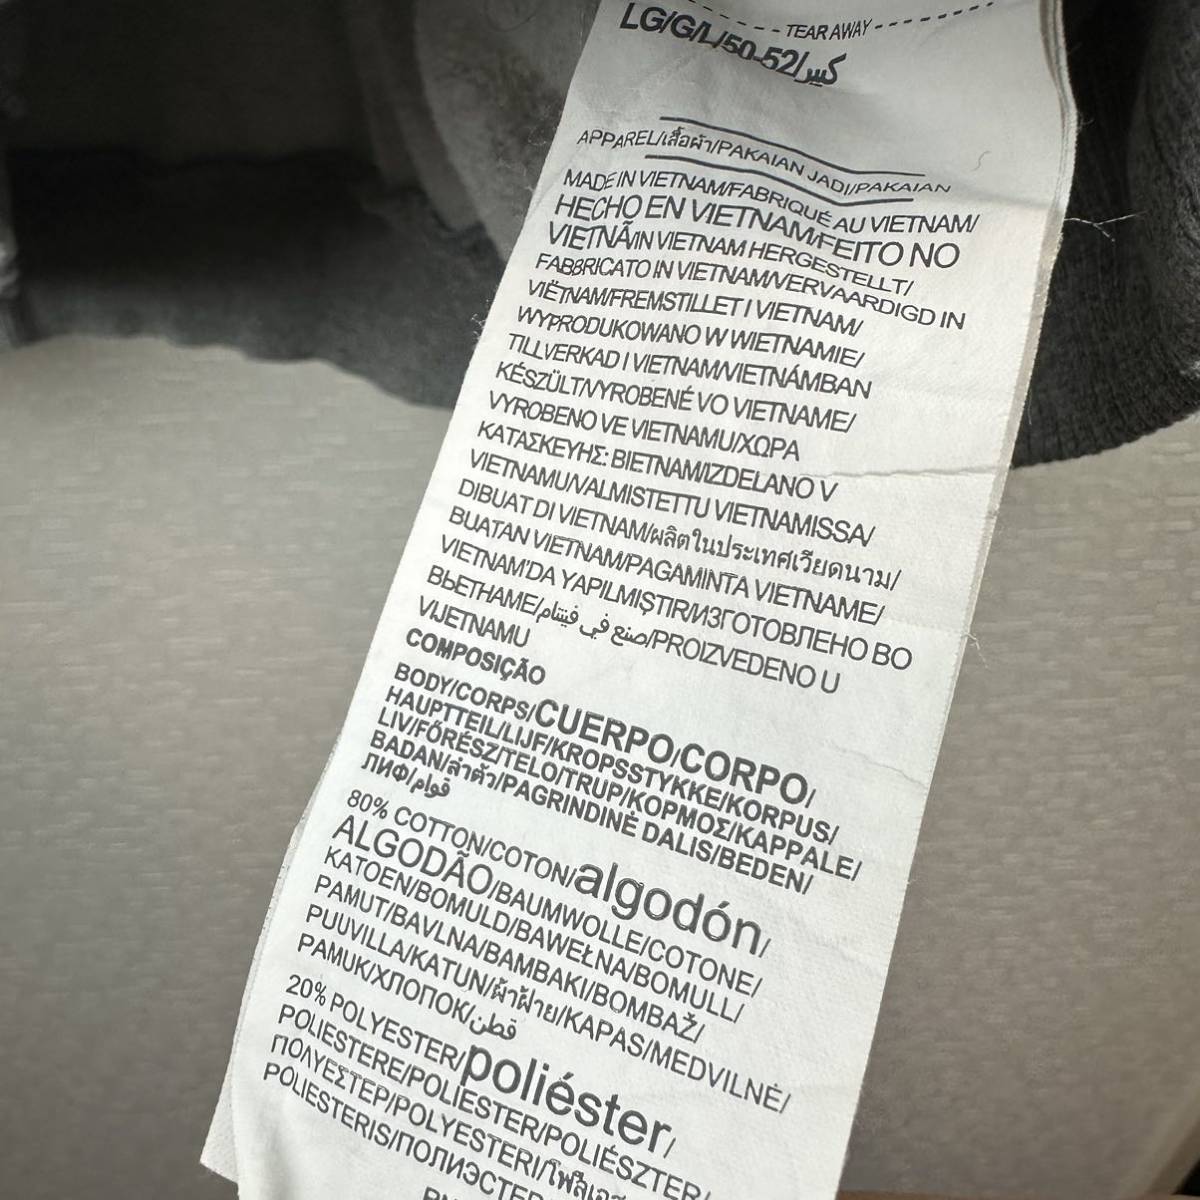 - - - - TEAR AWAY - - - - - - - -
LG/G/L/50-52/كبير
APPAREL/เสื้อผ้า/PAKAIAN JADI/PAKAIAN
MADE IN VIETNAM/FABRIQUÉ AU VIETNAM/
HECHO EN VIETNAM/FEITO NO
VIETNÃ/IN VIETNAM HERGESTELLT/
FABBRICATO IN VIETNAM/VERVAARDIGD IN
VIËTNAM/FREMSTILLET I VIETNAM/
WYPRODUKOWANO W WIETNAMIE/
TILLVERKAD I VIETNAM/VIETNÁMBAN
KÉSZÜLT/VYROBENÉ VO VIETNAME/
VYROBENO VE VIETNAMU/ΧΩΡΑ
ΚΑΤΑΣΚΕΥΗΣ: ΒΙΕΤΝΑΜ/IZDELANO V
VIETNAMU/VALMISTETTU VIETNAMISSA/
DIBUAT DI VIETNAM/ผลิตในประเทศเวียดนาม/
BUATAN VIETNAM/PAGAMINTA VIETNAME/
VIETNAM'DA YAPILMIŞTIR/ИЗГОТОВЛЕНО ВО
ВЬЕТНАМЕ/صنع في فيتنام/PROIZVEDENO U
VIJETNAMU
COMPOSIÇÃO
BODY/CORPS/CUERPO/CORPO/
HAUPTTEIL/LIJF/KROPSSTYKKE/KORPUS/
LIV/FŐRÉSZ/TELO/TRUP/ΚΟΡΜΟΣ/KAPPALE/
BADAN/ลำตัว/PAGRINDINĖ DALIS/BEDEN/
ЛИФ/قوام
80% COTTON/COTON/algodón/
ALGODÃO/BAUMWOLLE/COTONE/
KATOEN/BOMULD/BAWEŁNA/BOMULL/
PAMUT/BAVLNA/BAMBAKI/BOMBAŽ/
PUUVILLA/KATUN/ผ้าฝ้าย/KAPAS/MEDVILNĖ/
PAMUK/ХЛОПОК/قطن
20% POLYESTER/poliéster/
POLIESTERE/POLIESTER/POLIÉSZTER/
ΠΟΛΥΕΣΤΕΡ/POLYESTERI/
POLIESTERIS/ПОЛИЭСТЕР